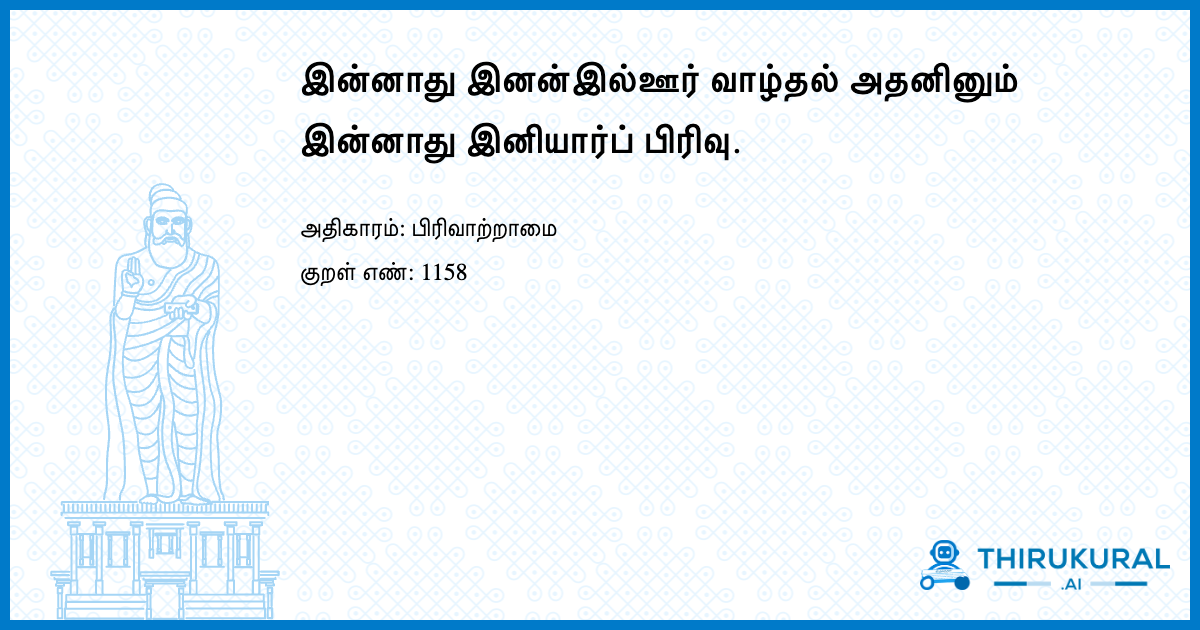 இன்னாது இனன்இல்ஊர் வாழ்தல் அதனினும்
இன்னாது இனியார்ப் பிரிவு.
அதிகாரம்: பிரிவாற்றாமை
குறள் எண்: 1158
THIRUKURAL
.AI